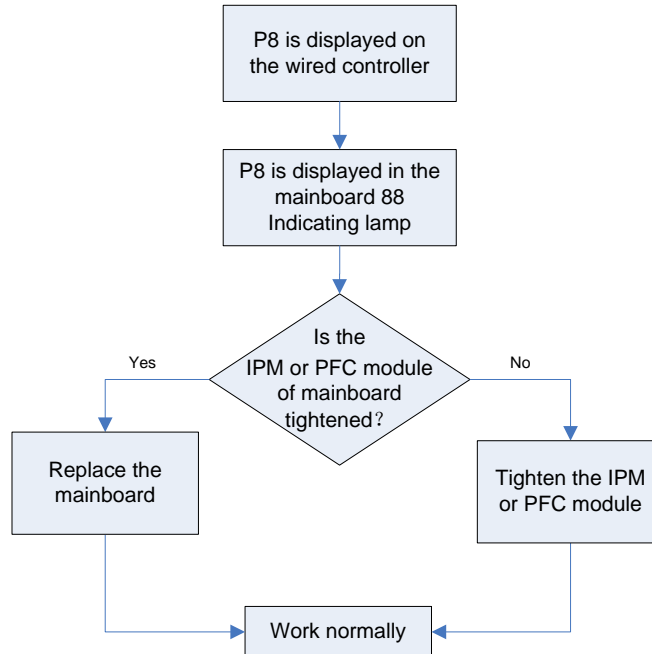 P8 is displayed on
the wired controller
P8 is displayed in the
mainboard 88
Indicating lamp
Is the
IPM or PFC module
of mainboard
tightened？
Yes
No
Replace the
mainboard
Tighten the IPM
or PFC module
Work normally